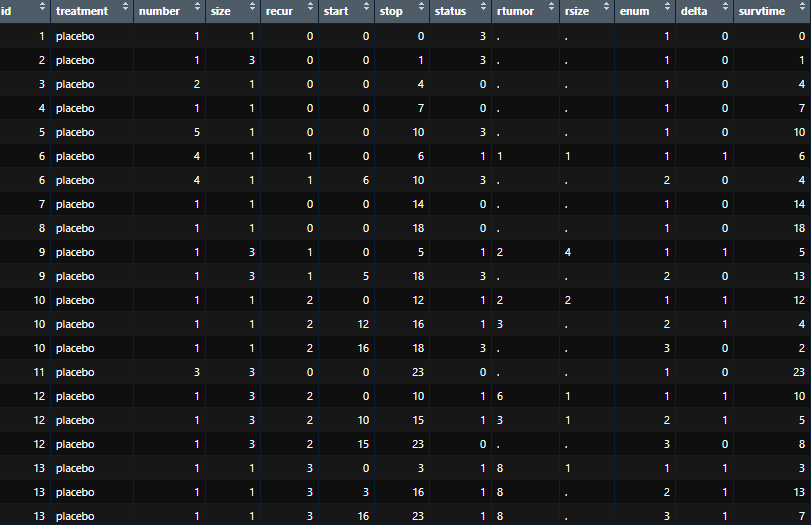 id treatment number size recur start stop status rtumor rsize enum delta survtime
1 placebo 1 1 0 0 0 3 . . 1 0 0
2 placebo 1 3 0 0 1 3 . . 1 0 1
3 placebo 2 1 0 0 4 0 . . 1 0 4
4 placebo 1 1 0 0 7 0 . . 1 0 7
5 placebo 5 1 0 0 10 3 . . 1 0 10
6 placebo 4 1 1 0 6 1 1 1 1 1 6
6 placebo 4 1 1 6 10 3 . . 2 0 4
7 placebo 1 1 0 0 14 0 . . 1 0 14
8 placebo 1 1 0 0 18 0 . . 1 0 18
9 placebo 1 3 1 0 5 1 2 4 1 1 5
9 placebo 1 3 1 5 18 3 . . 2 0 13
10 placebo 1 1 2 0 12 1 2 2 1 1 12
10 placebo 1 1 2 12 16 1 3 . 2 1 4
10 placebo 1 1 2 16 18 3 . . 3 0 2
11 placebo 3 3 0 0 23 0 . . 1 0 23
12 placebo 1 3 2 0 10 1 6 1 1 1 10
12 placebo 1 3 2 10 15 1 3 1 2 1 5
12 placebo 1 3 2 15 23 0 . . 3 0 8
13 placebo 1 1 3 0 3 1 8 1 1 1 3
13 placebo 1 1 3 3 16 1 8 . 2 1 13
13 placebo 1 1 3 16 23 1 8 . 3 1 7